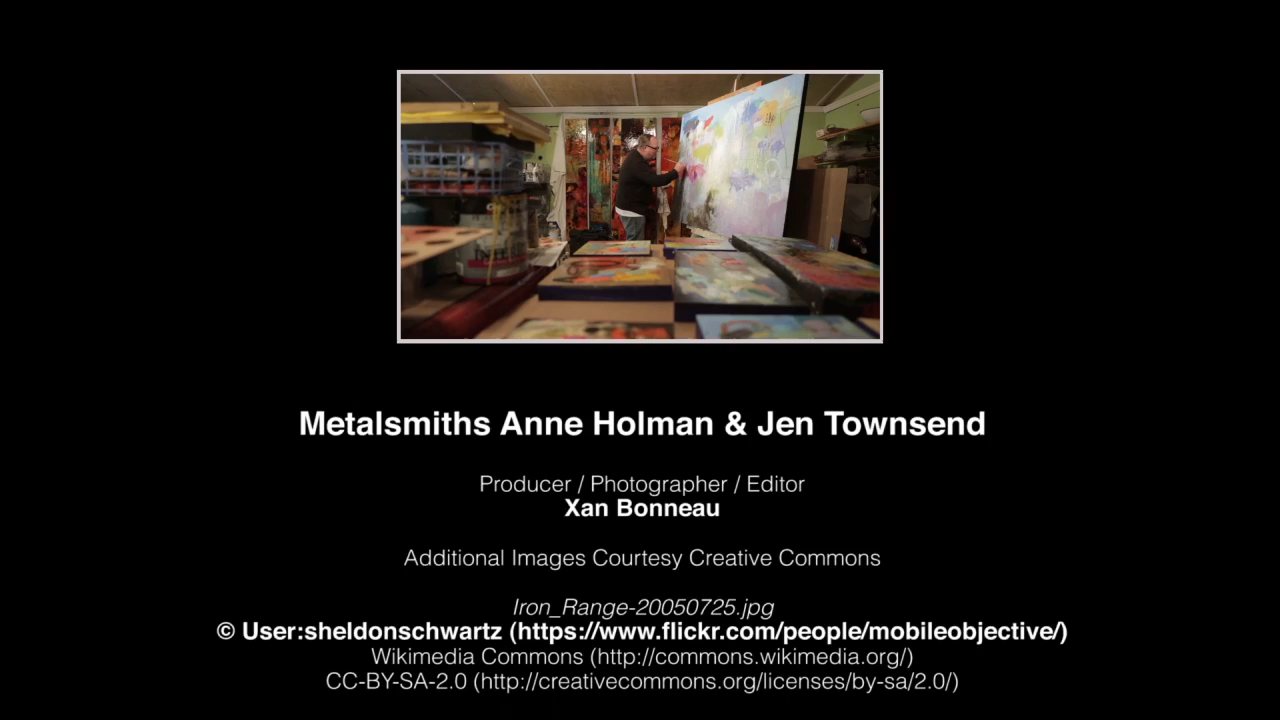 Metalsmiths Anne Holman & Jen Townsend
Producer / Photographer / Editor
Xan Bonneau
Additional Images Courtesy Creative Commons
Iron_Range-20050725.jpg
© User:sheldonschwartz (https://www.flickr.com/people/mobileobjective/)
Wikimedia Commons (http://commons.wikimedia.org/)
CC-BY-SA-2.0 (http://creativecommons.org/licenses/by-sa/2.0/)